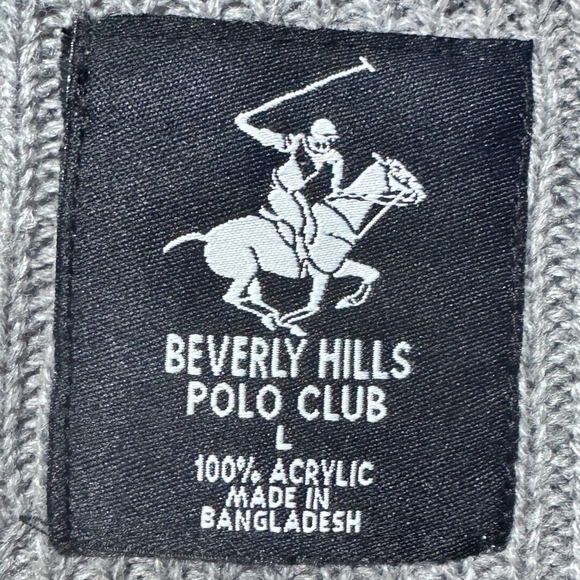 BEVERLY HILLS
POLO CLUB
L
100% ACRYLIC
MADE IN
BANGLADESH